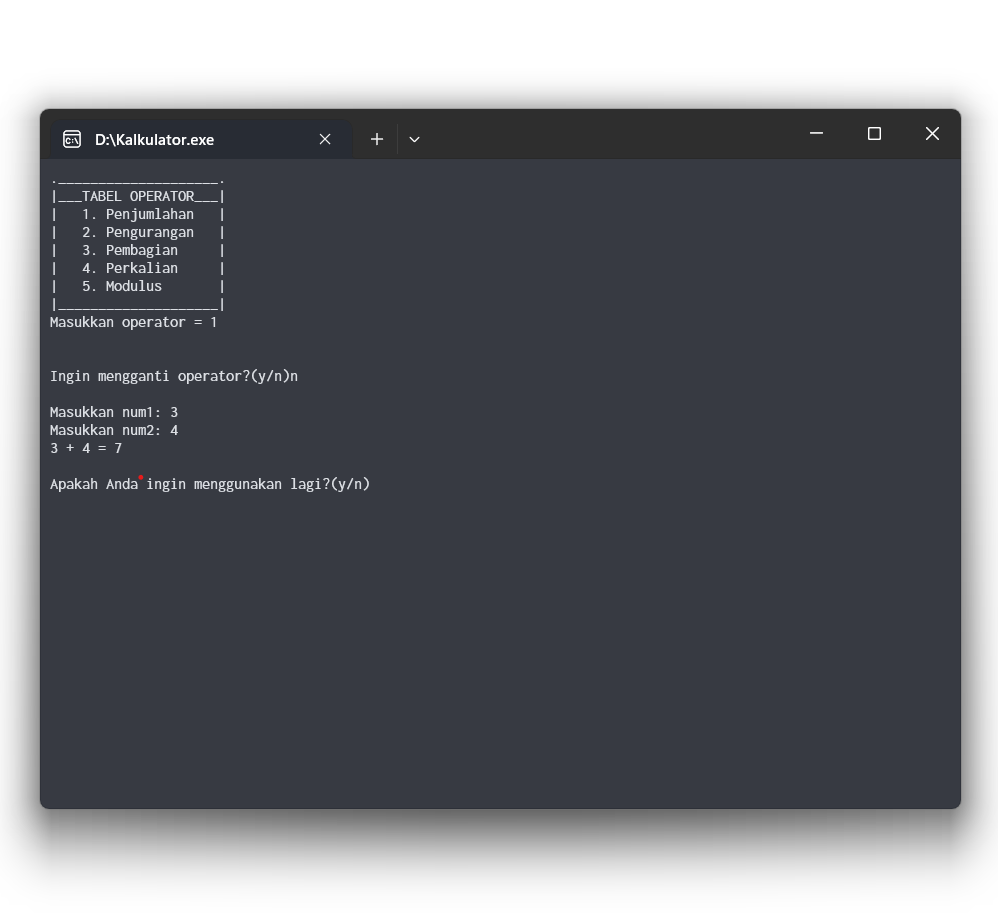 D:\Kalkulator.exe
.____________________.
|___TABEL OPERATOR___|
|   1. Penjumlahan   |
|   2. Pengurangan   |
|   3. Pembagian     |
|   4. Perkalian     |
|   5. Modulus       |
|____________________|
Masukkan operator = 1
Ingin mengganti operator?(y/n)n
Masukkan num1: 3
Masukkan num2: 4
3 + 4 = 7
Apakah Anda ingin menggunakan lagi?(y/n)